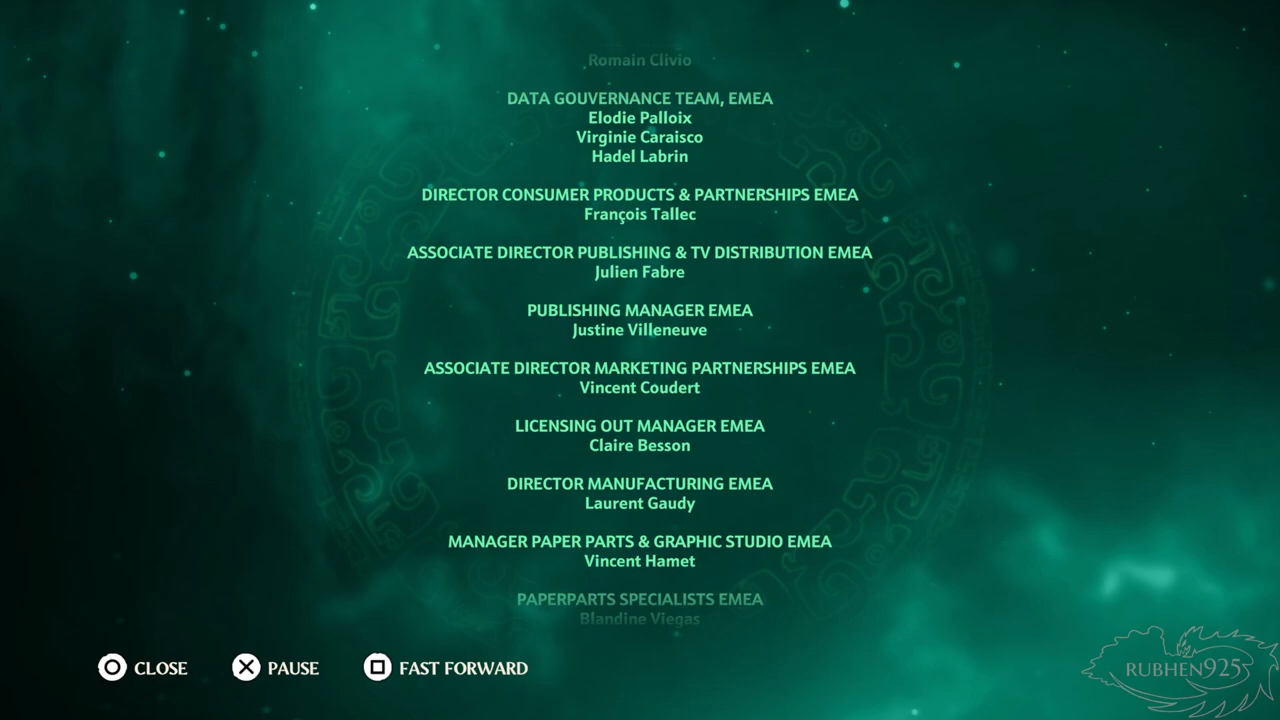 Romain Clivio
DATA GOUVERNANCE TEAM, EMEA
Elodie Palloix
Virginie Caraisco
Hadel Labrin
DIRECTOR CONSUMER PRODUCTS & PARTNERSHIPS EMEA
François Tallec
ASSOCIATE DIRECTOR PUBLISHING & TV DISTRIBUTION EMEA
Julien Fabre
PUBLISHING MANAGER EMEA
Justine Villeneuve
ASSOCIATE DIRECTOR MARKETING PARTNERSHIPS EMEA
Vincent Coudert
LICENSING OUT MANAGER EMEA
Claire Besson
DIRECTOR MANUFACTURING EMEA
Laurent Gaudy
MANAGER PAPER PARTS & GRAPHIC STUDIO EMEA
Vincent Hamet
PAPERPARTS SPECIALISTS EMEA
Blandine Viegas
CLOSE PAUSE FAST FORWARD
RUBHEN925